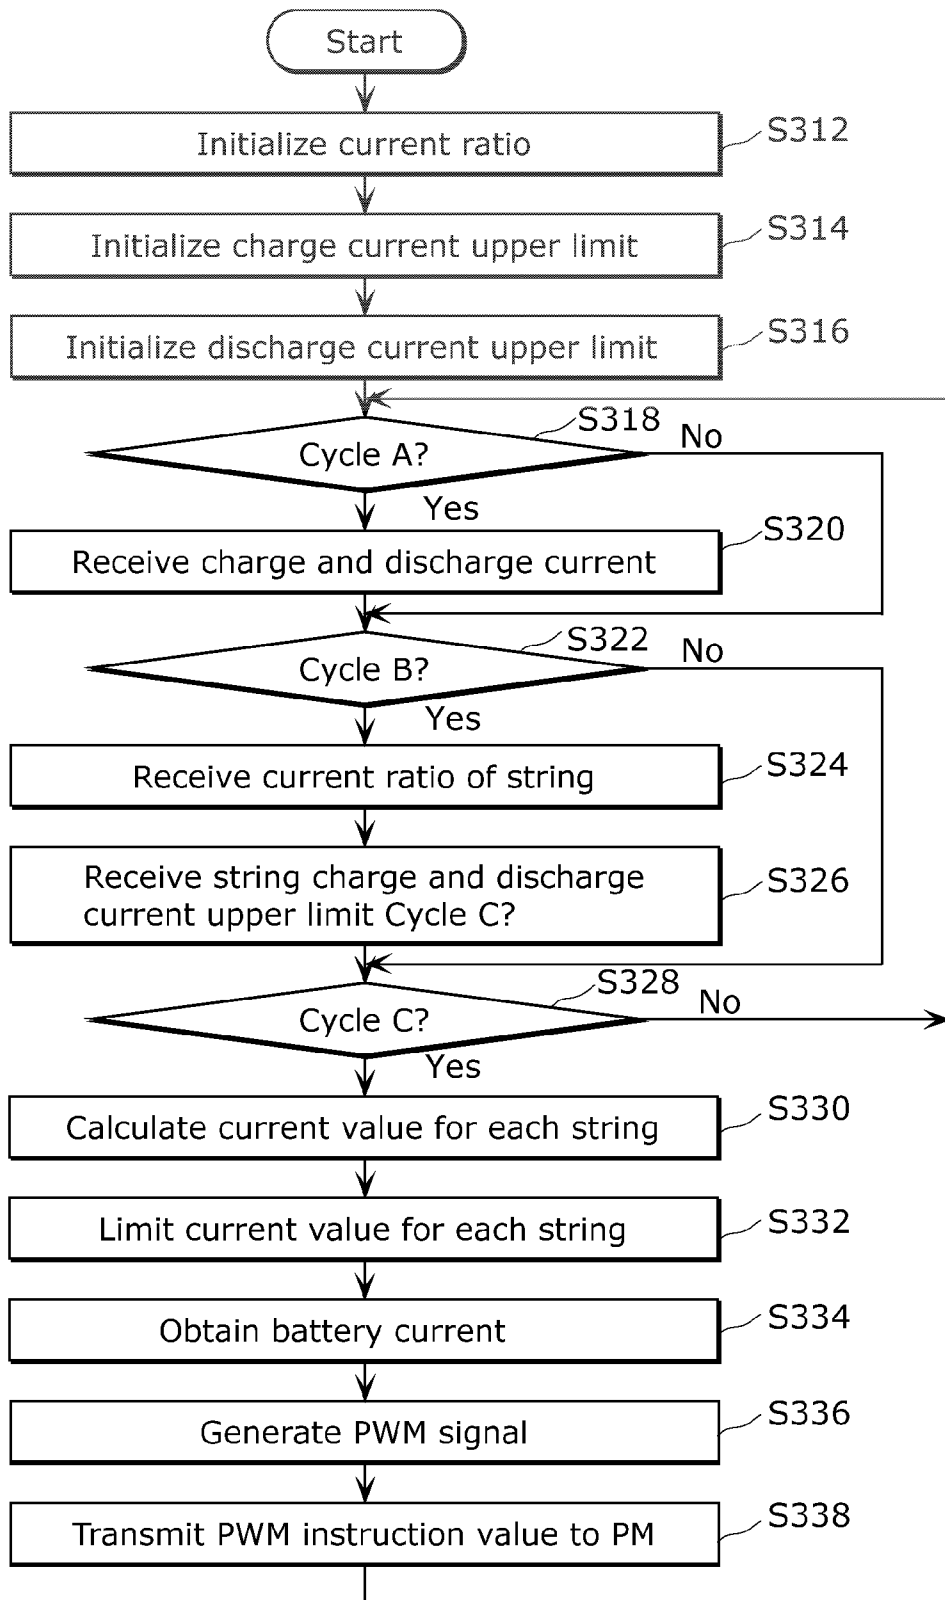 Start
Initialize current ratio
S312
Initialize charge current upper limit
S314
Initialize discharge current upper limit
S316
S318
Cycle A?
No
Yes
Receive charge and discharge current
S320
S322
Cycle B?
No
Yes
Receive current ratio of string
S324
Receive string charge and discharge
current upper limit Cycle C?
S326
S328
Cycle C?
No
Yes
Calculate current value for each string
S330
Limit current value for each string
S332
Obtain battery current
S334
Generate PWM signal
S336
Transmit PWM instruction value to PM
S338